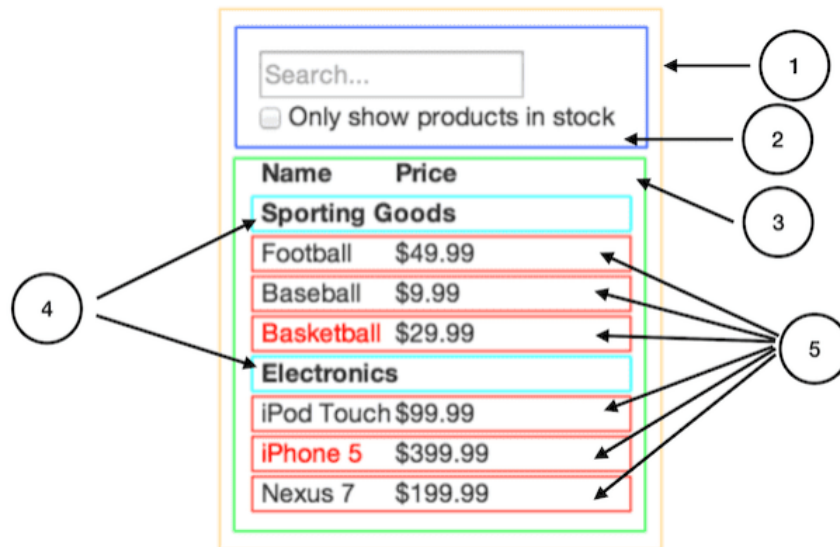 1
Search...
Only show products in stock
2
Name Price
3
Sporting Goods
Football $49.99
4
Baseball $9.99
Basketball $29.99
5
Electronics
iPod Touch $99.99
iPhone 5 $399.99
Nexus 7 $199.99